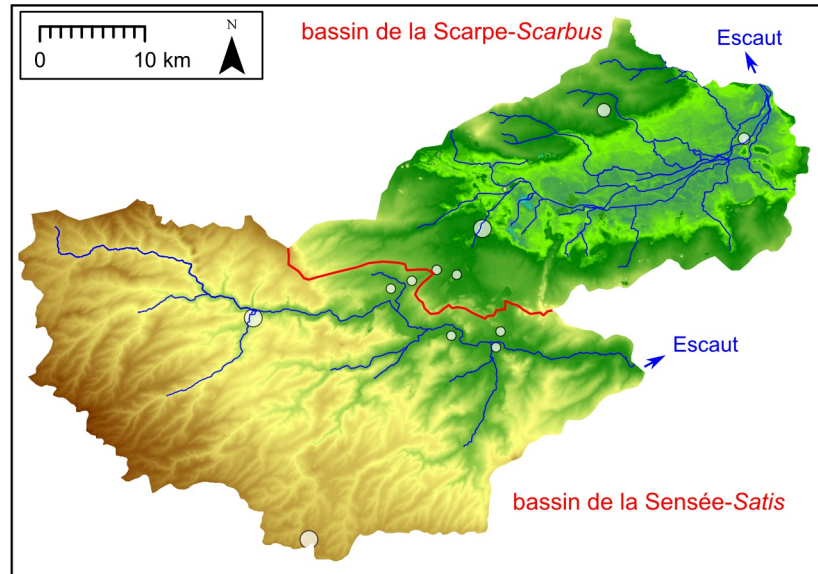 N
0 10 km
bassin de la Scarpe-Scarbus
Escaut
Escaut
bassin de la Sensée-Satis